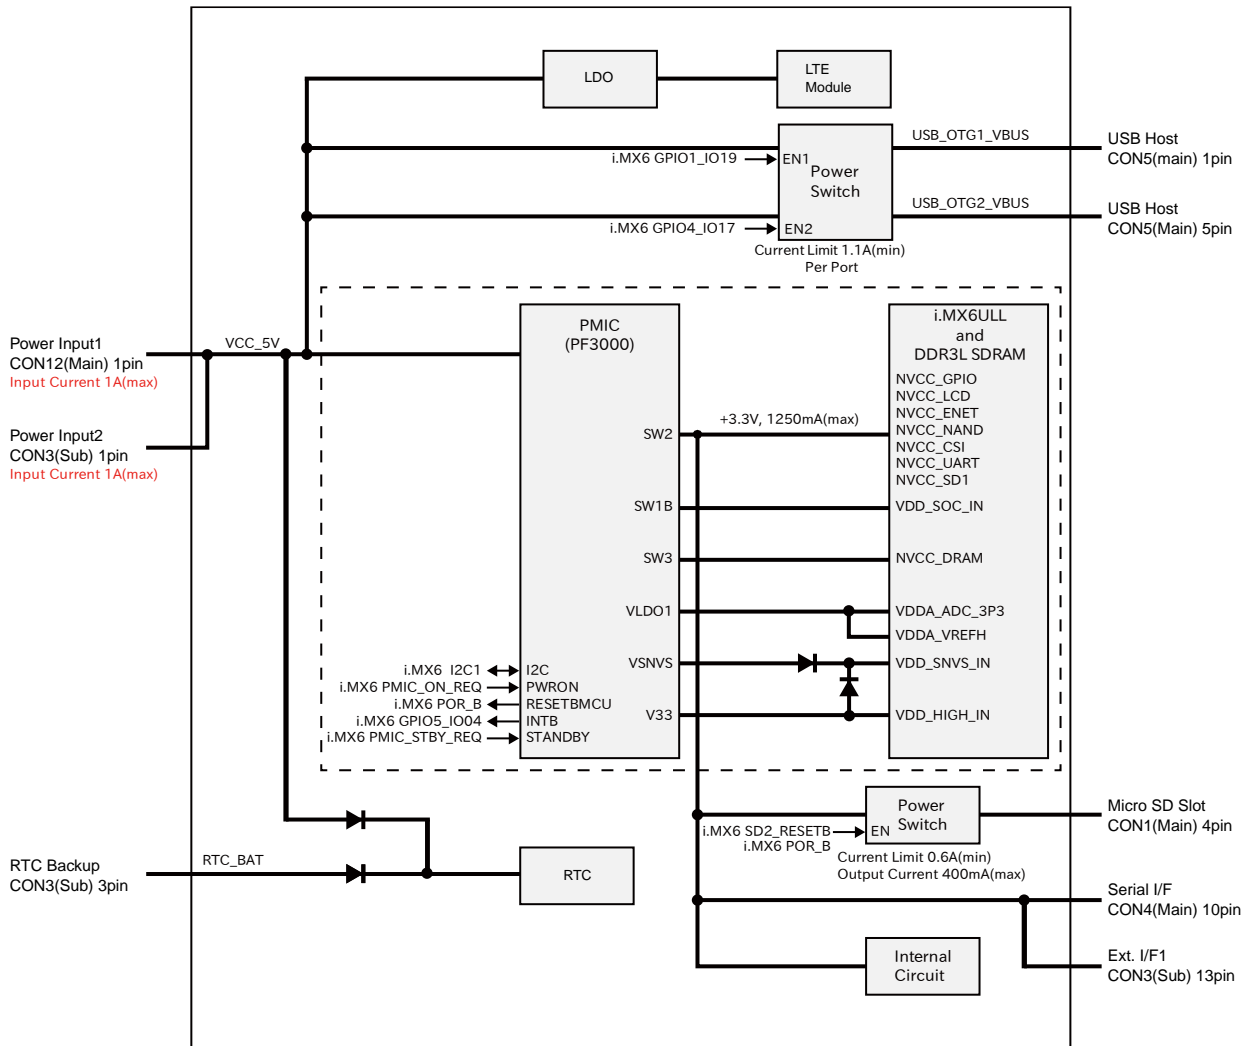 LDO
LTE
Module
USB_OTG1_VBUS
USB Host
CON5(main) 1pin
i.MX6 GPIO1_IO19
EN1
Power
Switch
USB_OTG2_VBUS
USB Host
CON5(Main) 5pin
i.MX6 GPIO4_IO17
EN2
Current Limit 1.1A(min)
Per Port
Power Input1
CON12(Main) 1pin
Input Current 1A(max)
VCC_5V
Power Input2
CON3(Sub) 1pin
Input Current 1A(max)
PMIC
(PF3000)
i.MX6ULL
and
DDR3L SDRAM
NVCC_GPIO
NVCC_LCD
NVCC_ENET
NVCC_NAND
NVCC_CSI
NVCC_UART
NVCC_SD1
SW2
+3.3V, 1250mA(max)
SW1B
VDD_SOC_IN
SW3
NVCC_DRAM
VLDO1
VDDA_ADC_3P3
VDDA_VREFH
VSNVS
VDD_SNVS_IN
V33
VDD_HIGH_IN
i.MX6 I2C1
I2C
i.MX6 PMIC_ON_REQ
PWRON
i.MX6 POR_B
RESETBMCU
i.MX6 GPIO5_IO04
INTB
i.MX6 PMIC_STBY_REQ
STANDBY
Power
Switch
i.MX6 SD2_RESETB
i.MX6 POR_B
EN
Current Limit 0.6A(min)
Output Current 400mA(max)
Micro SD Slot
CON1(Main) 4pin
RTC Backup
CON3(Sub) 3pin
RTC_BAT
RTC
Serial I/F
CON4(Main) 10pin
Internal
Circuit
Ext. I/F1
CON3(Sub) 13pin